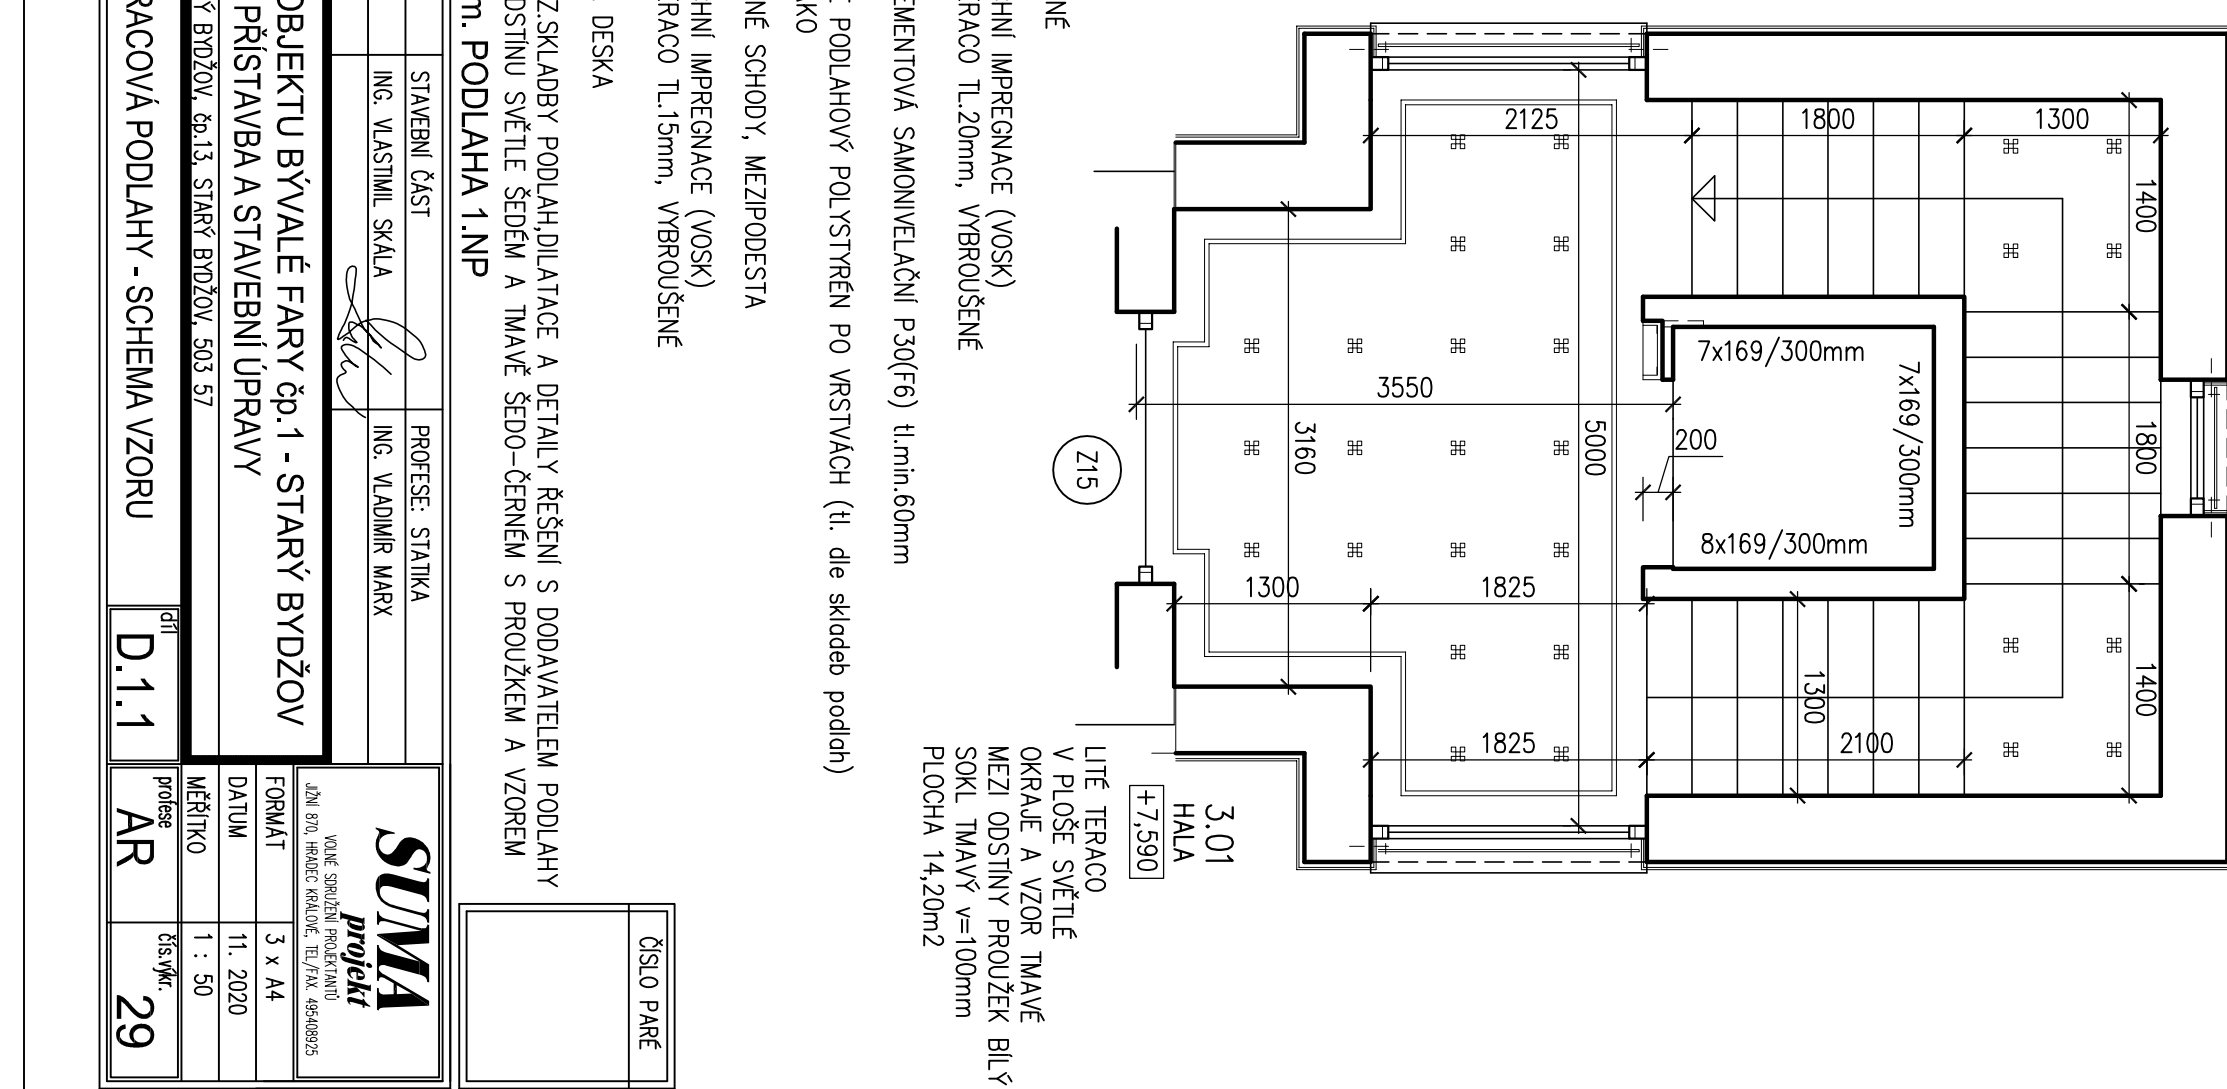 NÉ
HNÍ IMPREGNACE (VOSK)
ERACO TL.20mm, VYBROUŠENÉ
EMENTOVÁ SAMONIVELAČNÍ P30(F6) tl.min.60mm
E PODLAHOVÝ POLYSTYRÉN PO VRSTVÁCH (tl. dle skladeb podlah)
AKO
NÉ SCHODY, MEZIPODESTA
HNÍ IMPREGNACE (VOSK)
ERACO TL.15mm, VYBROUŠENÉ
. DESKA
Z.SKLADBY PODLAH,DILATACE A DETAILY ŘEŠENÍ S DODAVATELEM PODLAHY
DSTÍNU SVĚTLE ŠEDÉM A TMAVĚ ŠEDO-ČERNÉM S PROUŽKEM A VZOREM
m. PODLAHA 1.NP
2125
1800
1300
1400
1800
1400
7x169/300mm
7x169/300mm
8x169/300mm
3550
3160
5000
200
1300
1825
1300
1825
2100
Z15
3.01
HALA
+7,590
LITÉ TERACO
V PLOŠE SVĚTLÉ
OKRAJE A VZOR TMAVÉ
MEZI ODSTÍNY PROUŽEK BÍLÝ
SOKL TMAVÝ v=100mm
PLOCHA 14,20m2
ČÍSLO PARÉ
STAVEBNÍ ČÁST
PROFESE: STATIKA
ING. VLASTIMIL SKÁLA
ING. VLADIMÍR MARX
OBJEKTU BÝVALÉ FARY čp.1 - STARÝ BYDŽOV
PŘÍSTAVBA A STAVEBNÍ ÚPRAVY
Ý BYDŽOV, čp.13, STARÝ BYDŽOV, 503 57
RACOVÁ PODLAHY - SCHEMA VZORU
SUMA
projekt
VOLNÉ SDRUŽENÍ PROJEKTANTŮ
JIŽNÍ 870, HRADEC KRÁLOVÉ, TEL./FAX. 495408925
FORMÁT
3 x A4
DATUM
11. 2020
MĚŘÍTKO
1 : 50
díl
D.1.1
profese
AR
čís.výkr.
29